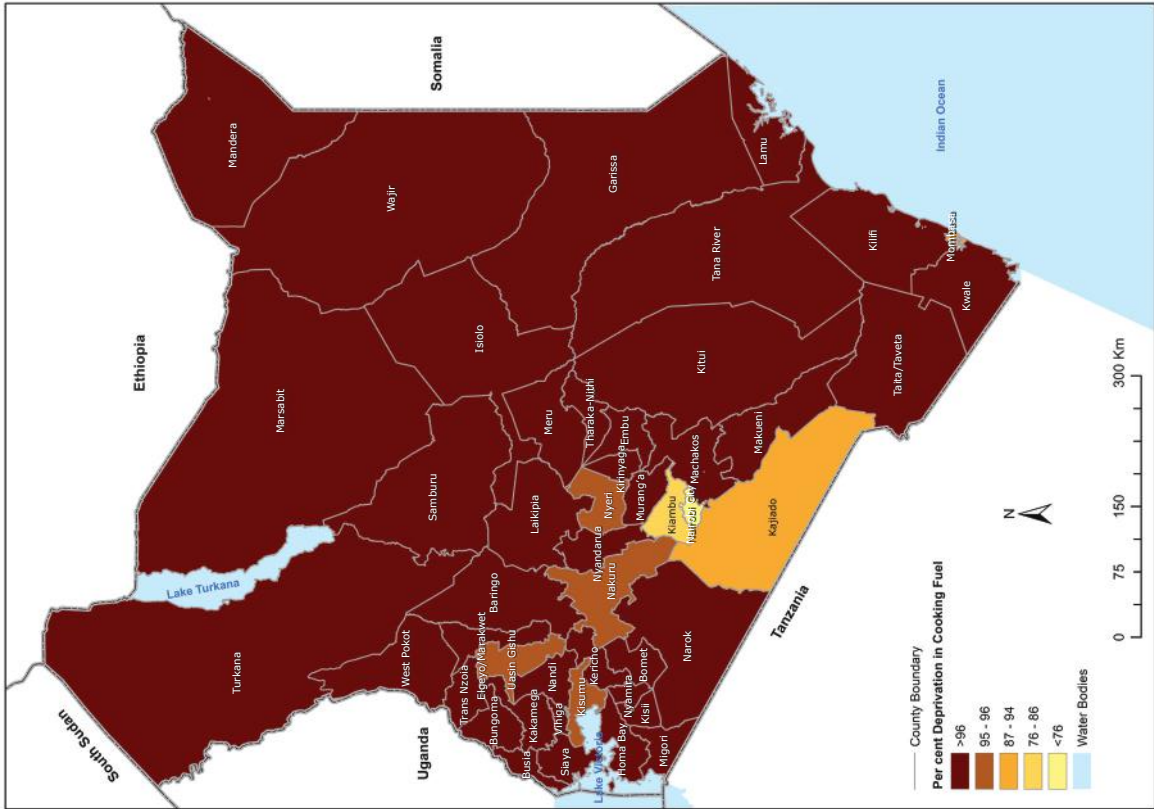 South Sudan
Ethiopia
Somalia
Uganda
Tanzania
Lake Turkana
Lake Victoria
Indian Ocean
Turkana
Marsabit
Mandera
Wajir
West Pokot
Samburu
Isiolo
Trans Nzoia
Elgeyo/Marakwet
Baringo
Laikipia
Meru
Garissa
Bungoma
Uasin Gishu
Busia
Kakamega
Nandi
Vihiga
Siaya
Kisumu
Kericho
Nakuru
Nyandarua
Nyeri
Tharaka-Nithi
Kirinyaga
Embu
Murang'a
Homa Bay
Nyamira
Kisii
Bomet
Migori
Narok
Kiambu
Nairobi City
Machakos
Kitui
Tana River
Lamu
Makueni
Kajiado
Kilifi
Taita/Taveta
Mombasa
Kwale
N
0 75 150 300 Km
County Boundary
Per cent Deprivation in Cooking Fuel
>96
95 - 96
87 - 94
76 - 86
<76
Water Bodies